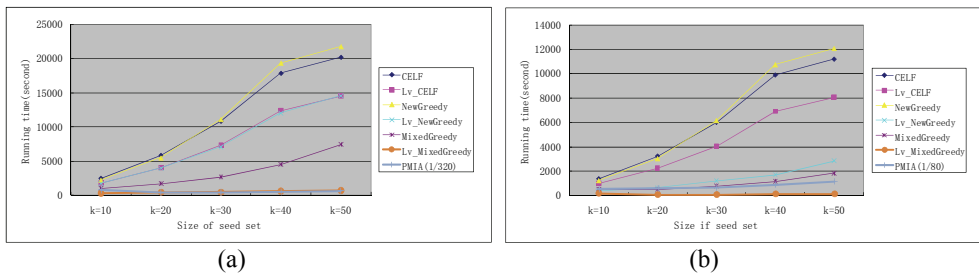 25000
20000
15000
10000
5000
0
Running time(second)
k=10 k=20 k=30 k=40 k=50
Size of seed set
CELF
Lv_CELF
NewGreedy
Lv_NewGreedy
MixedGreedy
Lv_MixedGreedy
PMIA(1/320)
(a)
14000
12000
10000
8000
6000
4000
2000
0
Running time(second)
k=10 k=20 k=30 k=40 k=50
Size if seed set
CELF
Lv_CELF
NewGreedy
Lv_NewGreedy
MixedGreedy
Lv_MixedGreedy
PMIA(1/80)
(b)